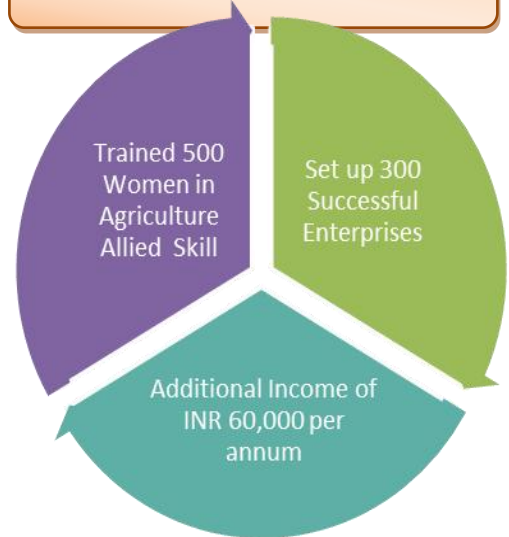 Trained 500
Women in
Agriculture
Allied Skill
Set up 300
Successful
Enterprises
Additional Income of
INR 60,000 per
annum